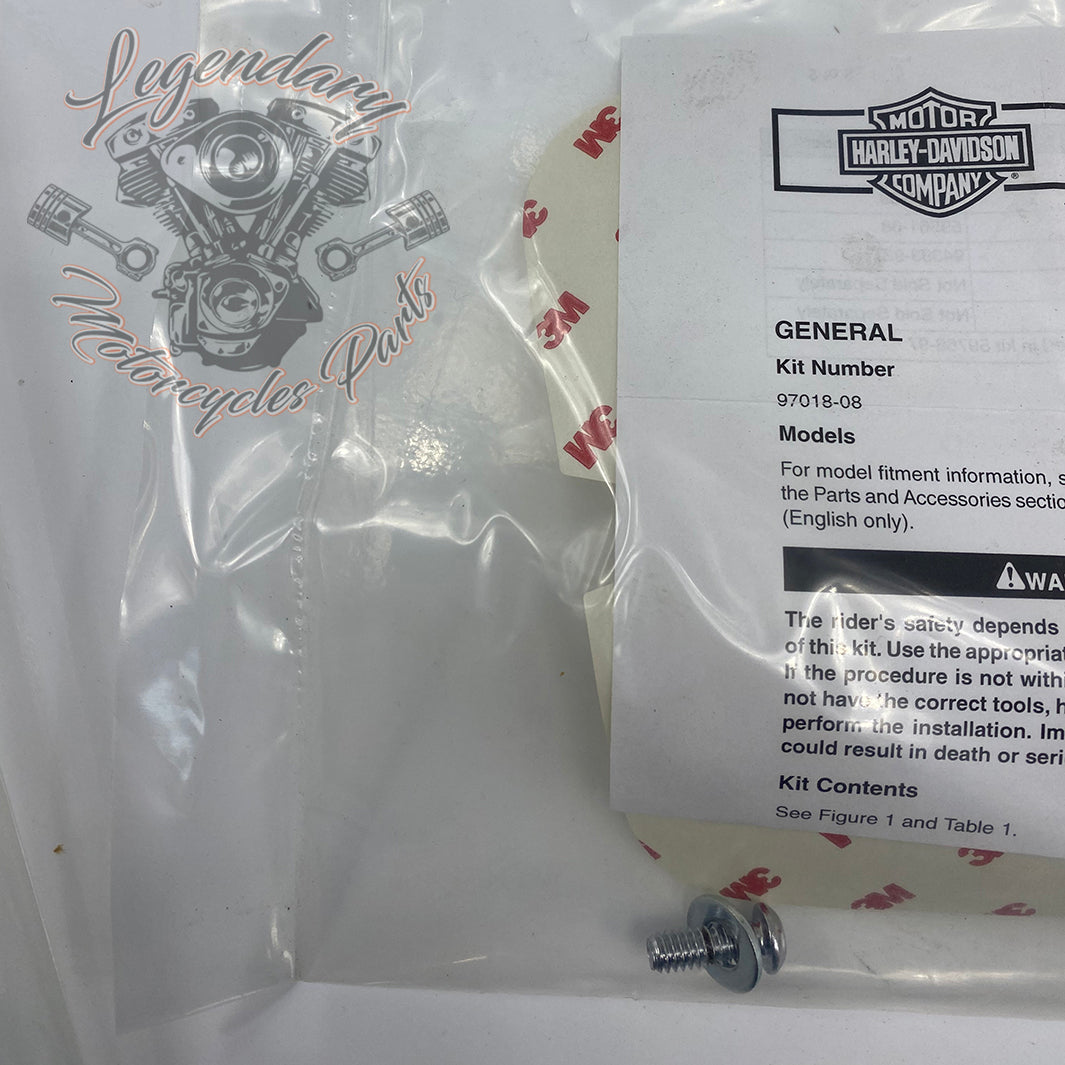 Legendary
Motorcycles Parts
3M
3M
3M
3M
MOTOR
HARLEY-DAVIDSON
COMPANY
®
GENERAL
Kit Number
97018-08
Models
For model fitment information, s
the Parts and Accessories sectio
(English only).
WA
The rider's safety depends
of this kit. Use the appropriat
If the procedure is not withi
not have the correct tools, h
perform the installation. Im
could result in death or seri
Kit Contents
See Figure 1 and Table 1.
3M
3M
3M